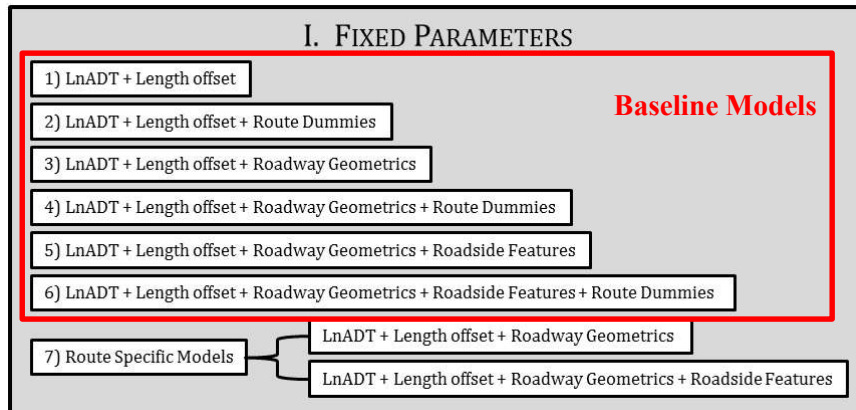 I. FIXED PARAMETERS
1) LnADT + Length offset
Baseline Models
2) LnADT + Length offset + Route Dummies
3) LnADT + Length offset + Roadway Geometrics
4) LnADT + Length offset + Roadway Geometrics + Route Dummies
5) LnADT + Length offset + Roadway Geometrics + Roadside Features
6) LnADT + Length offset + Roadway Geometrics + Roadside Features + Route Dummies
7) Route Specific Models
LnADT + Length offset + Roadway Geometrics
LnADT + Length offset + Roadway Geometrics + Roadside Features